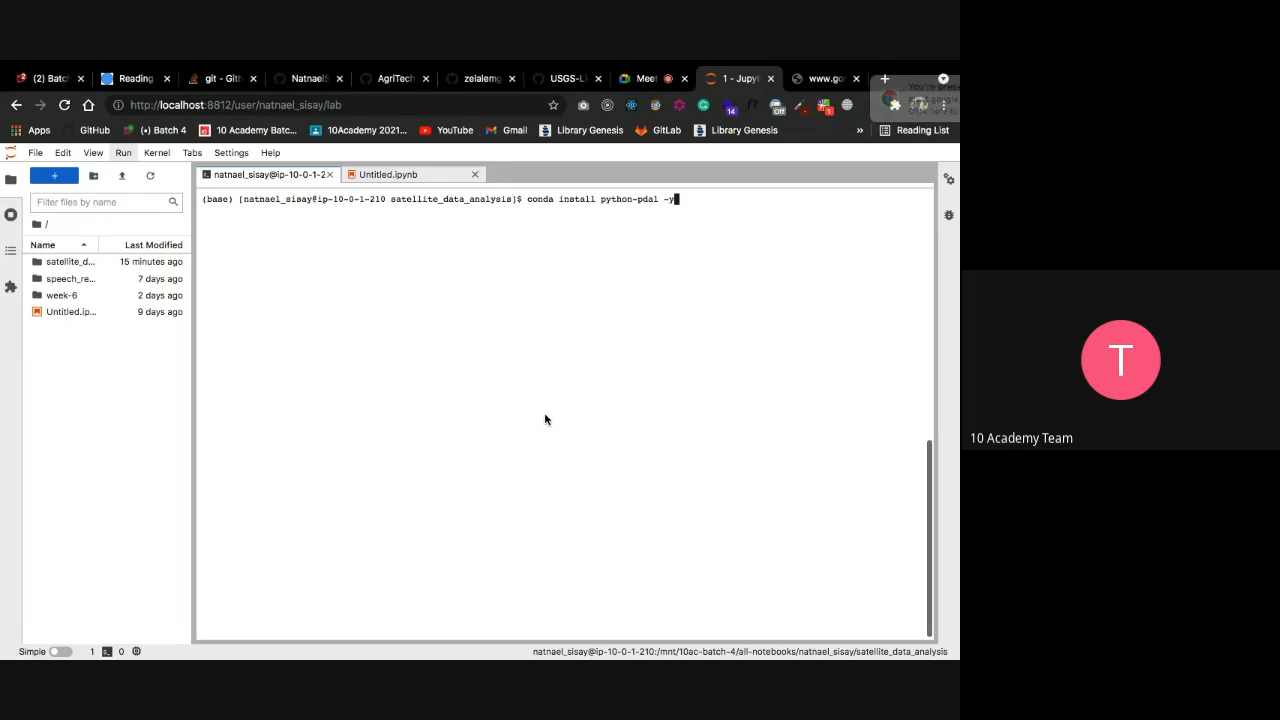 (2) Batc
Reading
git - Gith
NatnaelS
AgriTech
zelalemg
USGS-Li
Meet
1 - Jupyt
www.go
http://localhost:8812/user/natnael_sisay/lab
14
Off
Apps
GitHub
(•) Batch 4
10 Academy Batc...
10Academy 2021...
YouTube
Gmail
Library Genesis
GitLab
Library Genesis
»
Reading List
File Edit View Run Kernel Tabs Settings Help
natnael_sisay@ip-10-0-1-2
Untitled.ipynb
Filter files by name
/
Name Last Modified
satellite_d... 15 minutes ago
speech_re... 7 days ago
week-6 2 days ago
Untitled.ip... 9 days ago
(base) [natnael_sisay@ip-10-0-1-210 satellite_data_analysis]$ conda install python-pdal -y
T
10 Academy Team
Simple 1 0
natnael_sisay@ip-10-0-1-210:/mnt/10ac-batch-4/all-notebooks/natnael_sisay/satellite_data_analysis